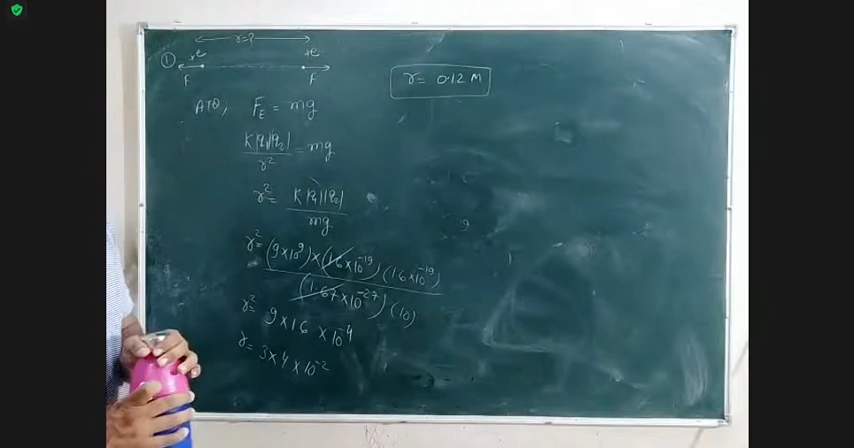 r=?
① +e +e
F F
ATQ, F_E = mg
K|q₁||q₂| / r² = mg
r² = K|q₁||q₂| / mg
r² = (9×10⁹)×(1.6×10⁻¹⁹)(1.6×10⁻¹⁹) / (1.67×10⁻²⁷)(10)
r² = 9×16×10⁻⁴
r = 3×4×10⁻²
r = 0.12 M